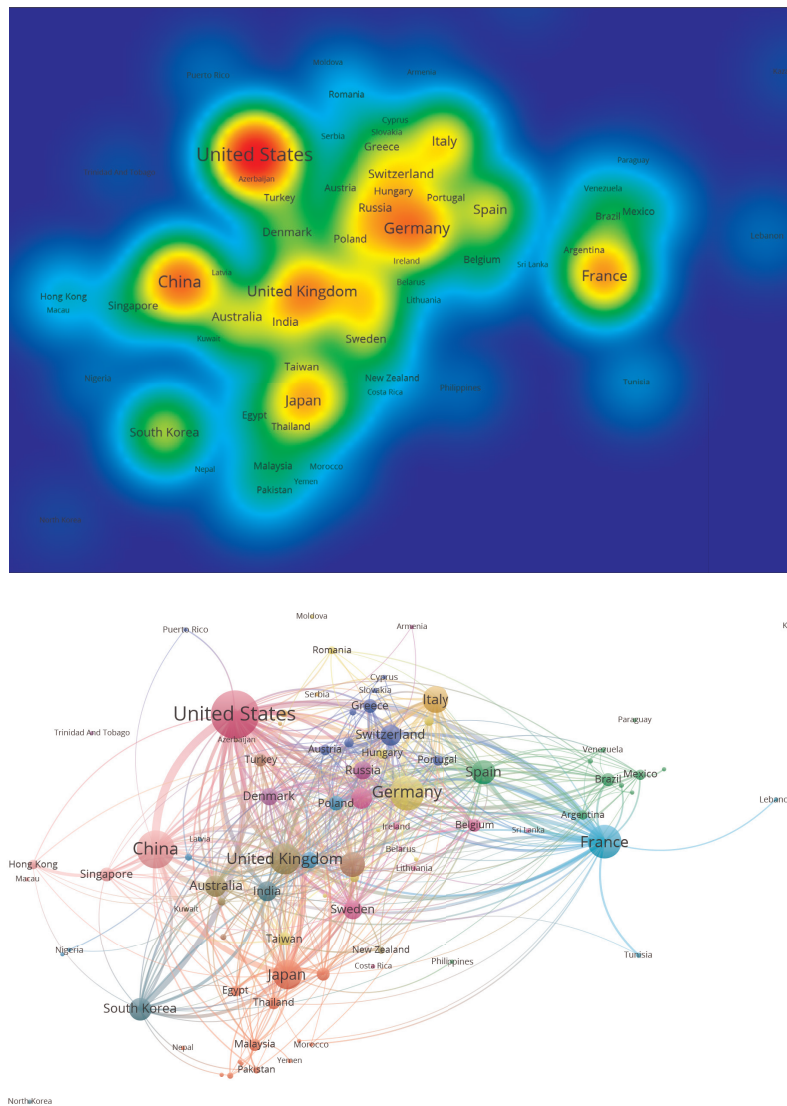 Moldova
Puerto Rico
Armenia
Romania
Cyprus
Serbia
Slovakia
Greece
Italy
United States
Paraguay
Azerbaijan
Switzerland
Austria
Hungary
Venezuela
Turkey
Portugal
Russia
Spain
Brazil
Mexico
Denmark
Poland
Germany
Lebanon
Argentina
Ireland
Belgium
Sri Lanka
Latvia
France
China
Belarus
United Kingdom
Hong Kong
Lithuania
Macau
Singapore
Australia
India
Kuwait
Sweden
Taiwan
Nigeria
New Zealand
Philippines
Tunisia
Costa Rica
Japan
Egypt
Thailand
South Korea
Nepal
Malaysia
Morocco
Yemen
Pakistan
Moldova
Puerto Rico
Armenia
K
Romania
Cyprus
Serbia
Slovakia
Greece
Italy
United States
Paraguay
Trinidad And Tobago
Switzerland
Azerbaijan
Austria
Hungary
Venezuela
Turkey
Portugal
Russia
Spain
Brazil
Mexico
Denmark
Poland
Germany
Lebano
Argentina
Ireland
Belgium
Sri Lanka
Latvia
France
China
Belarus
United Kingdom
Hong Kong
Lithuania
Macau
Singapore
Australia
India
Kuwait
Sweden
Taiwan
Nigeria
New Zealand
Philippines
Tunisia
Costa Rica
Japan
Egypt
Thailand
South Korea
Nepal
Malaysia
Morocco
Yemen
Pakistan
North Korea